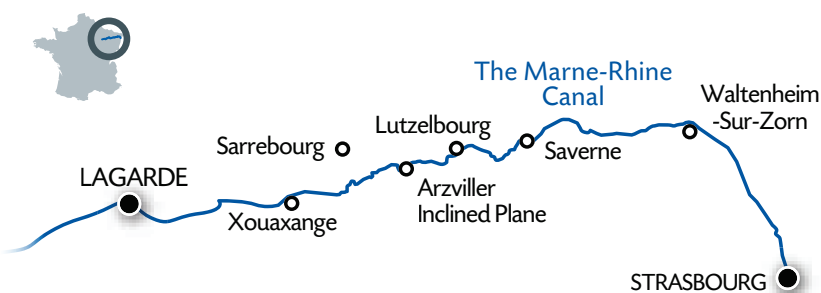 The Marne-Rhine
Canal
Waltenheim
-Sur-Zorn
Lutzelbourg
Sarrebourg
Saverne
LAGARDE
Arzviller
Inclined Plane
Xouaxange
STRASBOURG